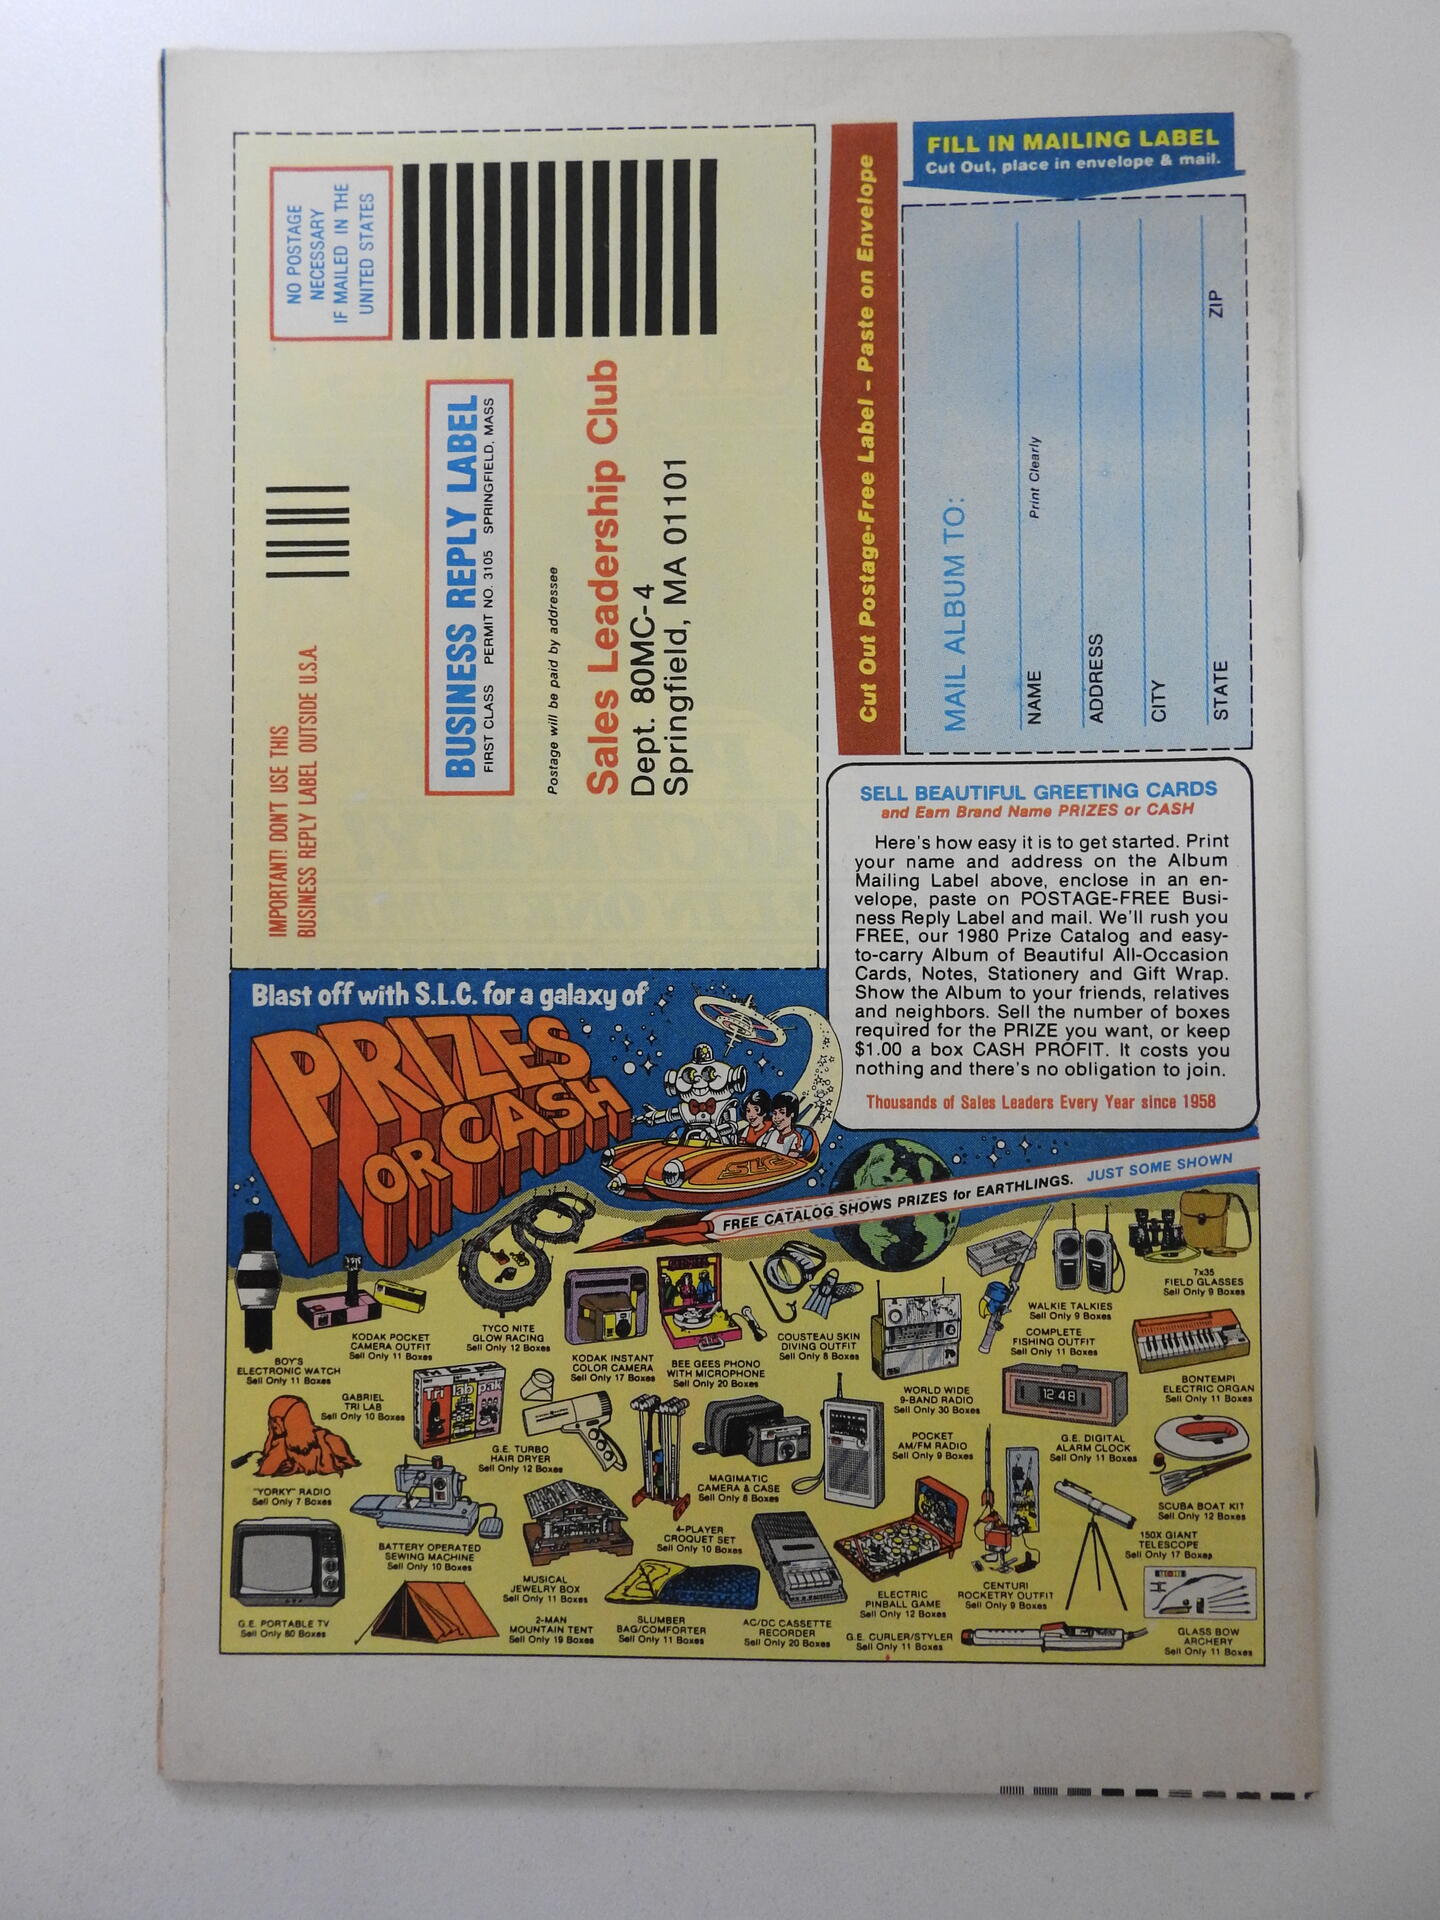 NO POSTAGE
NECESSARY
IF MAILED IN THE
UNITED STATES
IMPORTANT! DON'T USE THIS
BUSINESS REPLY LABEL OUTSIDE U.S.A.
BUSINESS REPLY LABEL
FIRST CLASS PERMIT NO. 3105 SPRINGFIELD, MASS
Postage will be paid by addressee
Sales Leadership Club
Dept. 80MC-4
Springfield, MA 01101
Cut Out Postage-Free Label – Paste on Envelope
FILL IN MAILING LABEL
Cut Out, place in envelope & mail.
MAIL ALBUM TO:
NAME
Print Clearly
ADDRESS
CITY
STATE
ZIP
SELL BEAUTIFUL GREETING CARDS
and Earn Brand Name PRIZES or CASH
Here's how easy it is to get started. Print
your name and address on the Album
Mailing Label above, enclose in an en-
velope, paste on POSTAGE-FREE Busi-
ness Reply Label and mail. We'll rush you
FREE, our 1980 Prize Catalog and easy-
to-carry Album of Beautiful All-Occasion
Cards, Notes, Stationery and Gift Wrap.
Show the Album to your friends, relatives
and neighbors. Sell the number of boxes
required for the PRIZE you want, or keep
$1.00 a box CASH PROFIT. It costs you
nothing and there's no obligation to join.
Thousands of Sales Leaders Every Year since 1958
Blast off with S.L.C. for a galaxy of
PRIZES
OR CASH
SLC
FREE CATALOG SHOWS PRIZES for EARTHLINGS. JUST SOME SHOWN
BOY'S
ELECTRONIC WATCH
Sell Only 11 Boxes
KODAK POCKET
CAMERA OUTFIT
Sell Only 11 Boxes
TYCO NITE
GLOW RACING
Sell Only 12 Boxes
KODAK INSTANT
COLOR CAMERA
Sell Only 17 Boxes
BEE GEES PHONO
WITH MICROPHONE
Sell Only 20 Boxes
COUSTEAU SKIN
DIVING OUTFIT
Sell Only 8 Boxes
WORLD WIDE
9-BAND RADIO
Sell Only 30 Boxes
WALKIE TALKIES
Sell Only 9 Boxes
COMPLETE
FISHING OUTFIT
Sell Only 11 Boxes
7x35
FIELD GLASSES
Sell Only 9 Boxes
BONTEMPI
ELECTRIC ORGAN
Sell Only 11 Boxes
GABRIEL
TRI LAB
Sell Only 10 Boxes
Tri lab pak
G.E. TURBO
HAIR DRYER
Sell Only 12 Boxes
MAGIMATIC
CAMERA & CASE
Sell Only 8 Boxes
POCKET
AM/FM RADIO
Sell Only 9 Boxes
12 48
G.E. DIGITAL
ALARM CLOCK
Sell Only 11 Boxes
SCUBA BOAT KIT
Sell Only 12 Boxes
"YORKY" RADIO
Sell Only 7 Boxes
BATTERY OPERATED
SEWING MACHINE
Sell Only 10 Boxes
MUSICAL
JEWELRY BOX
Sell Only 11 Boxes
4-PLAYER
CROQUET SET
Sell Only 10 Boxes
ELECTRIC
PINBALL GAME
Sell Only 12 Boxes
CENTURI
ROCKETRY OUTFIT
Sell Only 9 Boxes
150X GIANT
TELESCOPE
Sell Only 17 Boxes
G.E. PORTABLE TV
Sell Only 80 Boxes
2-MAN
MOUNTAIN TENT
Sell Only 19 Boxes
SLUMBER
BAG/COMFORTER
Sell Only 11 Boxes
AC/DC CASSETTE
RECORDER
Sell Only 20 Boxes
G.E. CURLER/STYLER
Sell Only 11 Boxes
GLASS BOW
ARCHERY
Sell Only 11 Boxes